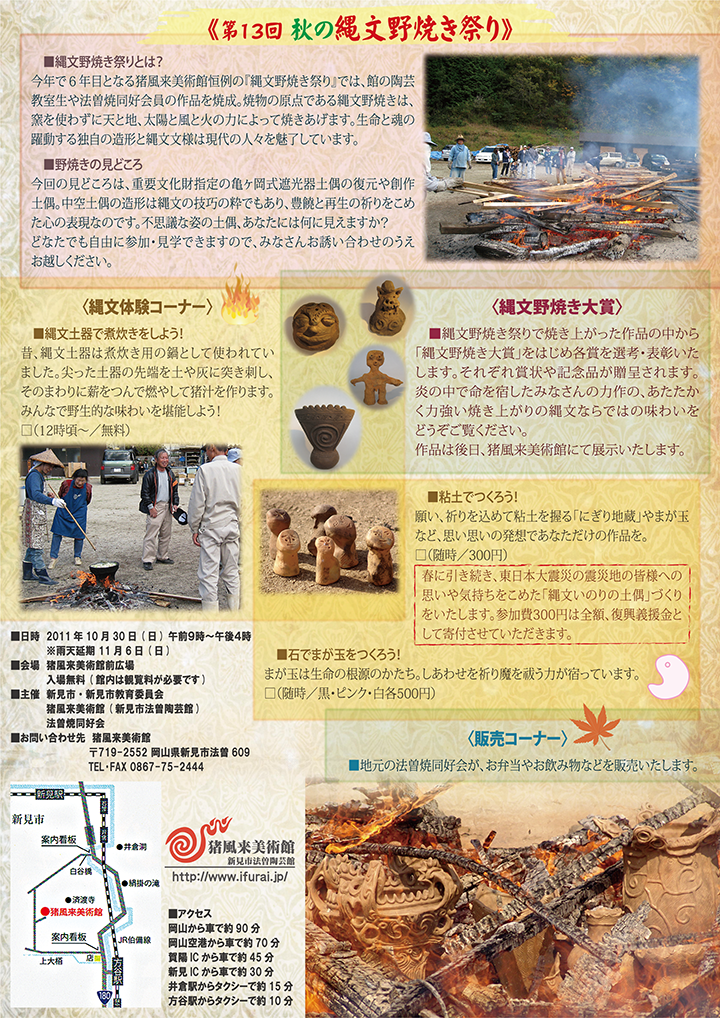 《第13回 秋の縄文野焼き祭り》
■縄文野焼き祭りとは？
今年で６年目となる猪風来美術館恒例の『縄文野焼き祭り』では、館の陶芸
教室生や法曽焼同好会員の作品を焼成。焼物の原点である縄文野焼きは、
窯を使わずに天と地、太陽と風と火の力によって焼きあげます。生命と魂の
躍動する独自の造形と縄文文様は現代の人々を魅了しています。
■野焼きの見どころ
今回の見どころは、重要文化財指定の亀ヶ岡式遮光器土偶の復元や創作
土偶。中空土偶の造形は縄文の技巧の粋でもあり、豊饒と再生の祈りをこめ
た心の表現なのです。不思議な姿の土偶、あなたには何に見えますか？
どなたでも自由に参加・見学できますので、みなさんお誘い合わせのうえ
お越しください。
〈縄文体験コーナー〉
■縄文土器で煮炊きをしよう！
昔、縄文土器は煮炊き用の鍋として使われてい
ました。尖った土器の先端を土や灰に突き刺し、
そのまわりに薪をつんで燃やして猪汁を作ります。
みんなで野生的な味わいを堪能しよう！
□（12時頃〜／無料）
〈縄文野焼き大賞〉
■縄文野焼き祭りで焼き上がった作品の中から
「縄文野焼き大賞」をはじめ各賞を選考・表彰いた
します。それぞれ賞状や記念品が贈呈されます。
炎の中で命を宿したみなさんの力作の、あたたか
く力強い焼き上がりの縄文ならではの味わいを
どうぞご覧ください。
作品は後日、猪風来美術館にて展示いたします。
■粘土でつくろう！
願い、祈りを込めて粘土を握る「にぎり地蔵」やまが玉
など、思い思いの発想であなただけの作品を。
□（随時／300円）
春に引き続き、東日本大震災の震災地の皆様への
思いや気持ちをこめた「縄文いのりの土偶」づくり
をいたします。参加費300円は全額、復興義援金と
して寄付させていただきます。
■石でまが玉をつくろう！
まが玉は生命の根源のかたち。しあわせを祈り魔を祓う力が宿っています。
□（随時／黒・ピンク・白各500円）
〈販売コーナー〉
■地元の法曽焼同好会が、お弁当やお飲み物などを販売いたします。
■日時 2011年10月30日（日）午前9時〜午後4時
※雨天延期 11月6日（日）
■会場 猪風来美術館前広場
入場無料（館内は観覧料が必要です）
■主催 新見市・新見市教育委員会
猪風来美術館（新見市法曽陶芸館）
法曽焼同好会
■お問い合わせ先 猪風来美術館
〒719-2552 岡山県新見市法曽 609
TEL・FAX 0867-75-2444
新見駅
新見市
石蟹
井倉
案内看板
白谷橋
●井倉洞
●絹掛の滝
●済渡寺
●猪風来美術館
案内看板
JR伯備線
上大栢
店
方谷駅
180
猪風来美術館
新見市法曽陶芸館
http://www.ifurai.jp/
■アクセス
岡山から車で約 90 分
岡山空港から車で約 70 分
賀陽 IC から車で約 45 分
新見 IC から車で約 30 分
井倉駅からタクシーで約 15 分
方谷駅からタクシーで約 10 分